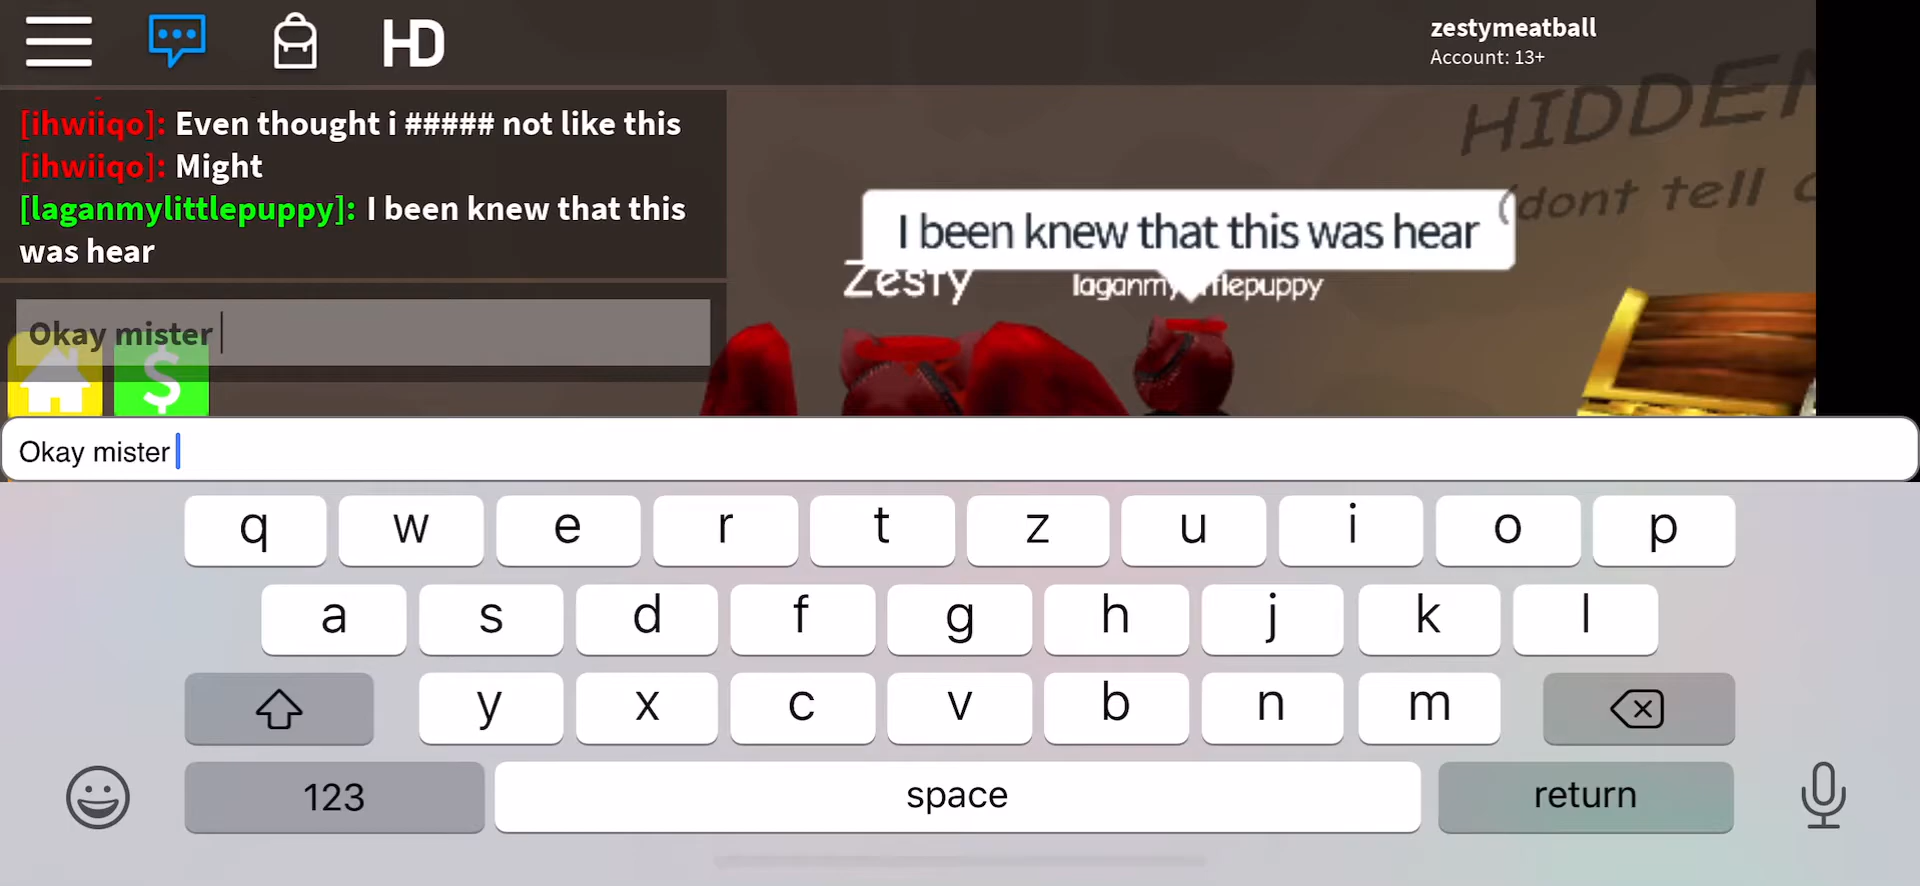 HD
zestymeatball
Account: 13+
[ihwiiqo]: Even thought i ##### not like this
[ihwiiqo]: Might
[laganmylittlepuppy]: I been knew that this
was hear
HIDDEN
(dont tell
I been knew that this was hear
Zesty
Okay mister
$
Okay mister
q w e r t z u i o p
a s d f g h j k l
y x c v b n m
123 space return